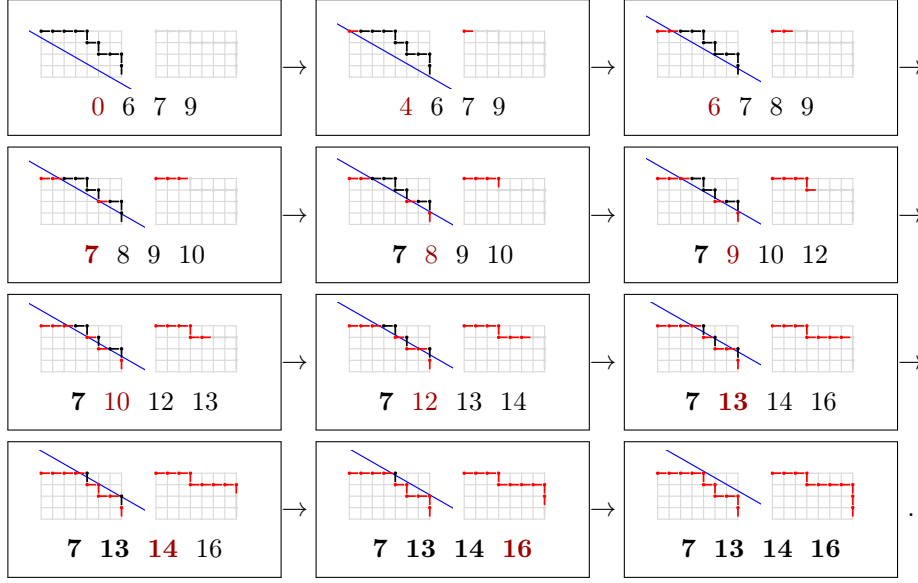 0 6 7 9 → 4 6 7 9 → 6 7 8 9 →
7 8 9 10 → 7 8 9 10 → 7 9 10 12 →
7 10 12 13 → 7 12 13 14 → 7 13 14 16 →
7 13 14 16 → 7 13 14 16 → 7 13 14 16 .